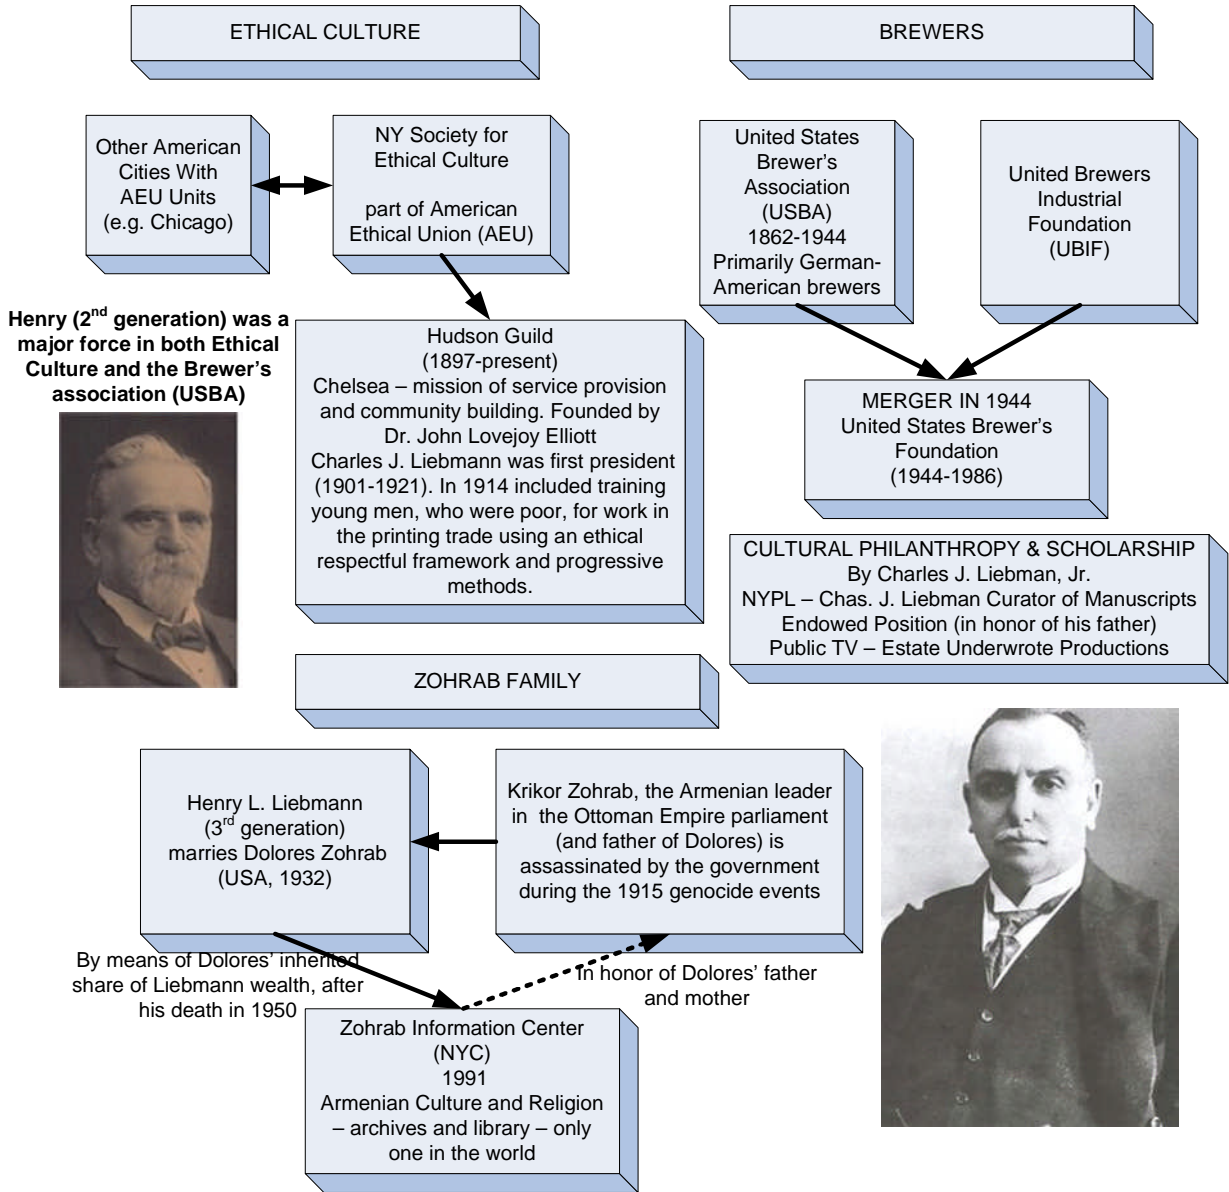 ETHICAL CULTURE
BREWERS
Other American
Cities With
AEU Units
(e.g. Chicago)
NY Society for
Ethical Culture
part of American
Ethical Union (AEU)
United States
Brewer’s
Association
(USBA)
1862-1944
Primarily German-
American brewers
United Brewers
Industrial
Foundation
(UBIF)
Henry (2nd generation) was a
major force in both Ethical
Culture and the Brewer’s
association (USBA)
Hudson Guild
(1897-present)
Chelsea – mission of service provision
and community building. Founded by
Dr. John Lovejoy Elliott
Charles J. Liebmann was first president
(1901-1921). In 1914 included training
young men, who were poor, for work in
the printing trade using an ethical
respectful framework and progressive
methods.
MERGER IN 1944
United States Brewer’s
Foundation
(1944-1986)
CULTURAL PHILANTHROPY & SCHOLARSHIP
By Charles J. Liebman, Jr.
NYPL – Chas. J. Liebman Curator of Manuscripts
Endowed Position (in honor of his father)
Public TV – Estate Underwrote Productions
ZOHRAB FAMILY
Henry L. Liebmann
(3rd generation)
marries Dolores Zohrab
(USA, 1932)
Krikor Zohrab, the Armenian leader
in the Ottoman Empire parliament
(and father of Dolores) is
assassinated by the government
during the 1915 genocide events
By means of Dolores’ inherited
share of Liebmann wealth, after
his death in 1950
In honor of Dolores’ father
and mother
Zohrab Information Center
(NYC)
1991
Armenian Culture and Religion
– archives and library – only
one in the world